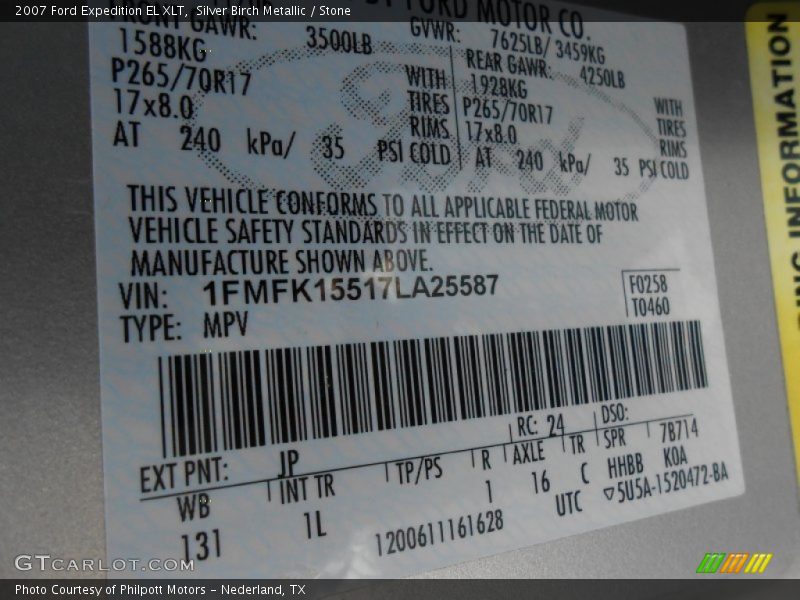 2007 Ford Expedition EL XLT, Silver Birch Metallic / Stone
FORD MOTOR CO.
GAWR: 3500LB GVWR: 7625LB/ 3459KG
1588KG WITH REAR GAWR: 4250LB
P265/70R17 TIRES 1928KG WITH
17x8.0 RIMS P265/70R17 TIRES
AT 240 kPa/ 35 PSI COLD 17x8.0 RIMS
AT 240 kPa/ 35 PSI COLD
THIS VEHICLE CONFORMS TO ALL APPLICABLE FEDERAL MOTOR
VEHICLE SAFETY STANDARDS IN EFFECT ON THE DATE OF
MANUFACTURE SHOWN ABOVE.
VIN: 1FMFK15517LA25587
F0258
T0460
TYPE: MPV
EXT PNT: JP RC: 24 DSO:
WB INT TR TP/PS R AXLE TR SPR 7B714
131 1L 1 16 C HHBB KOA
1200611161628 UTC ▽5U5A-1520472-BA
INFORMATION
Ford
GTCARLOT.COM
Photo Courtesy of Philpott Motors – Nederland, TX